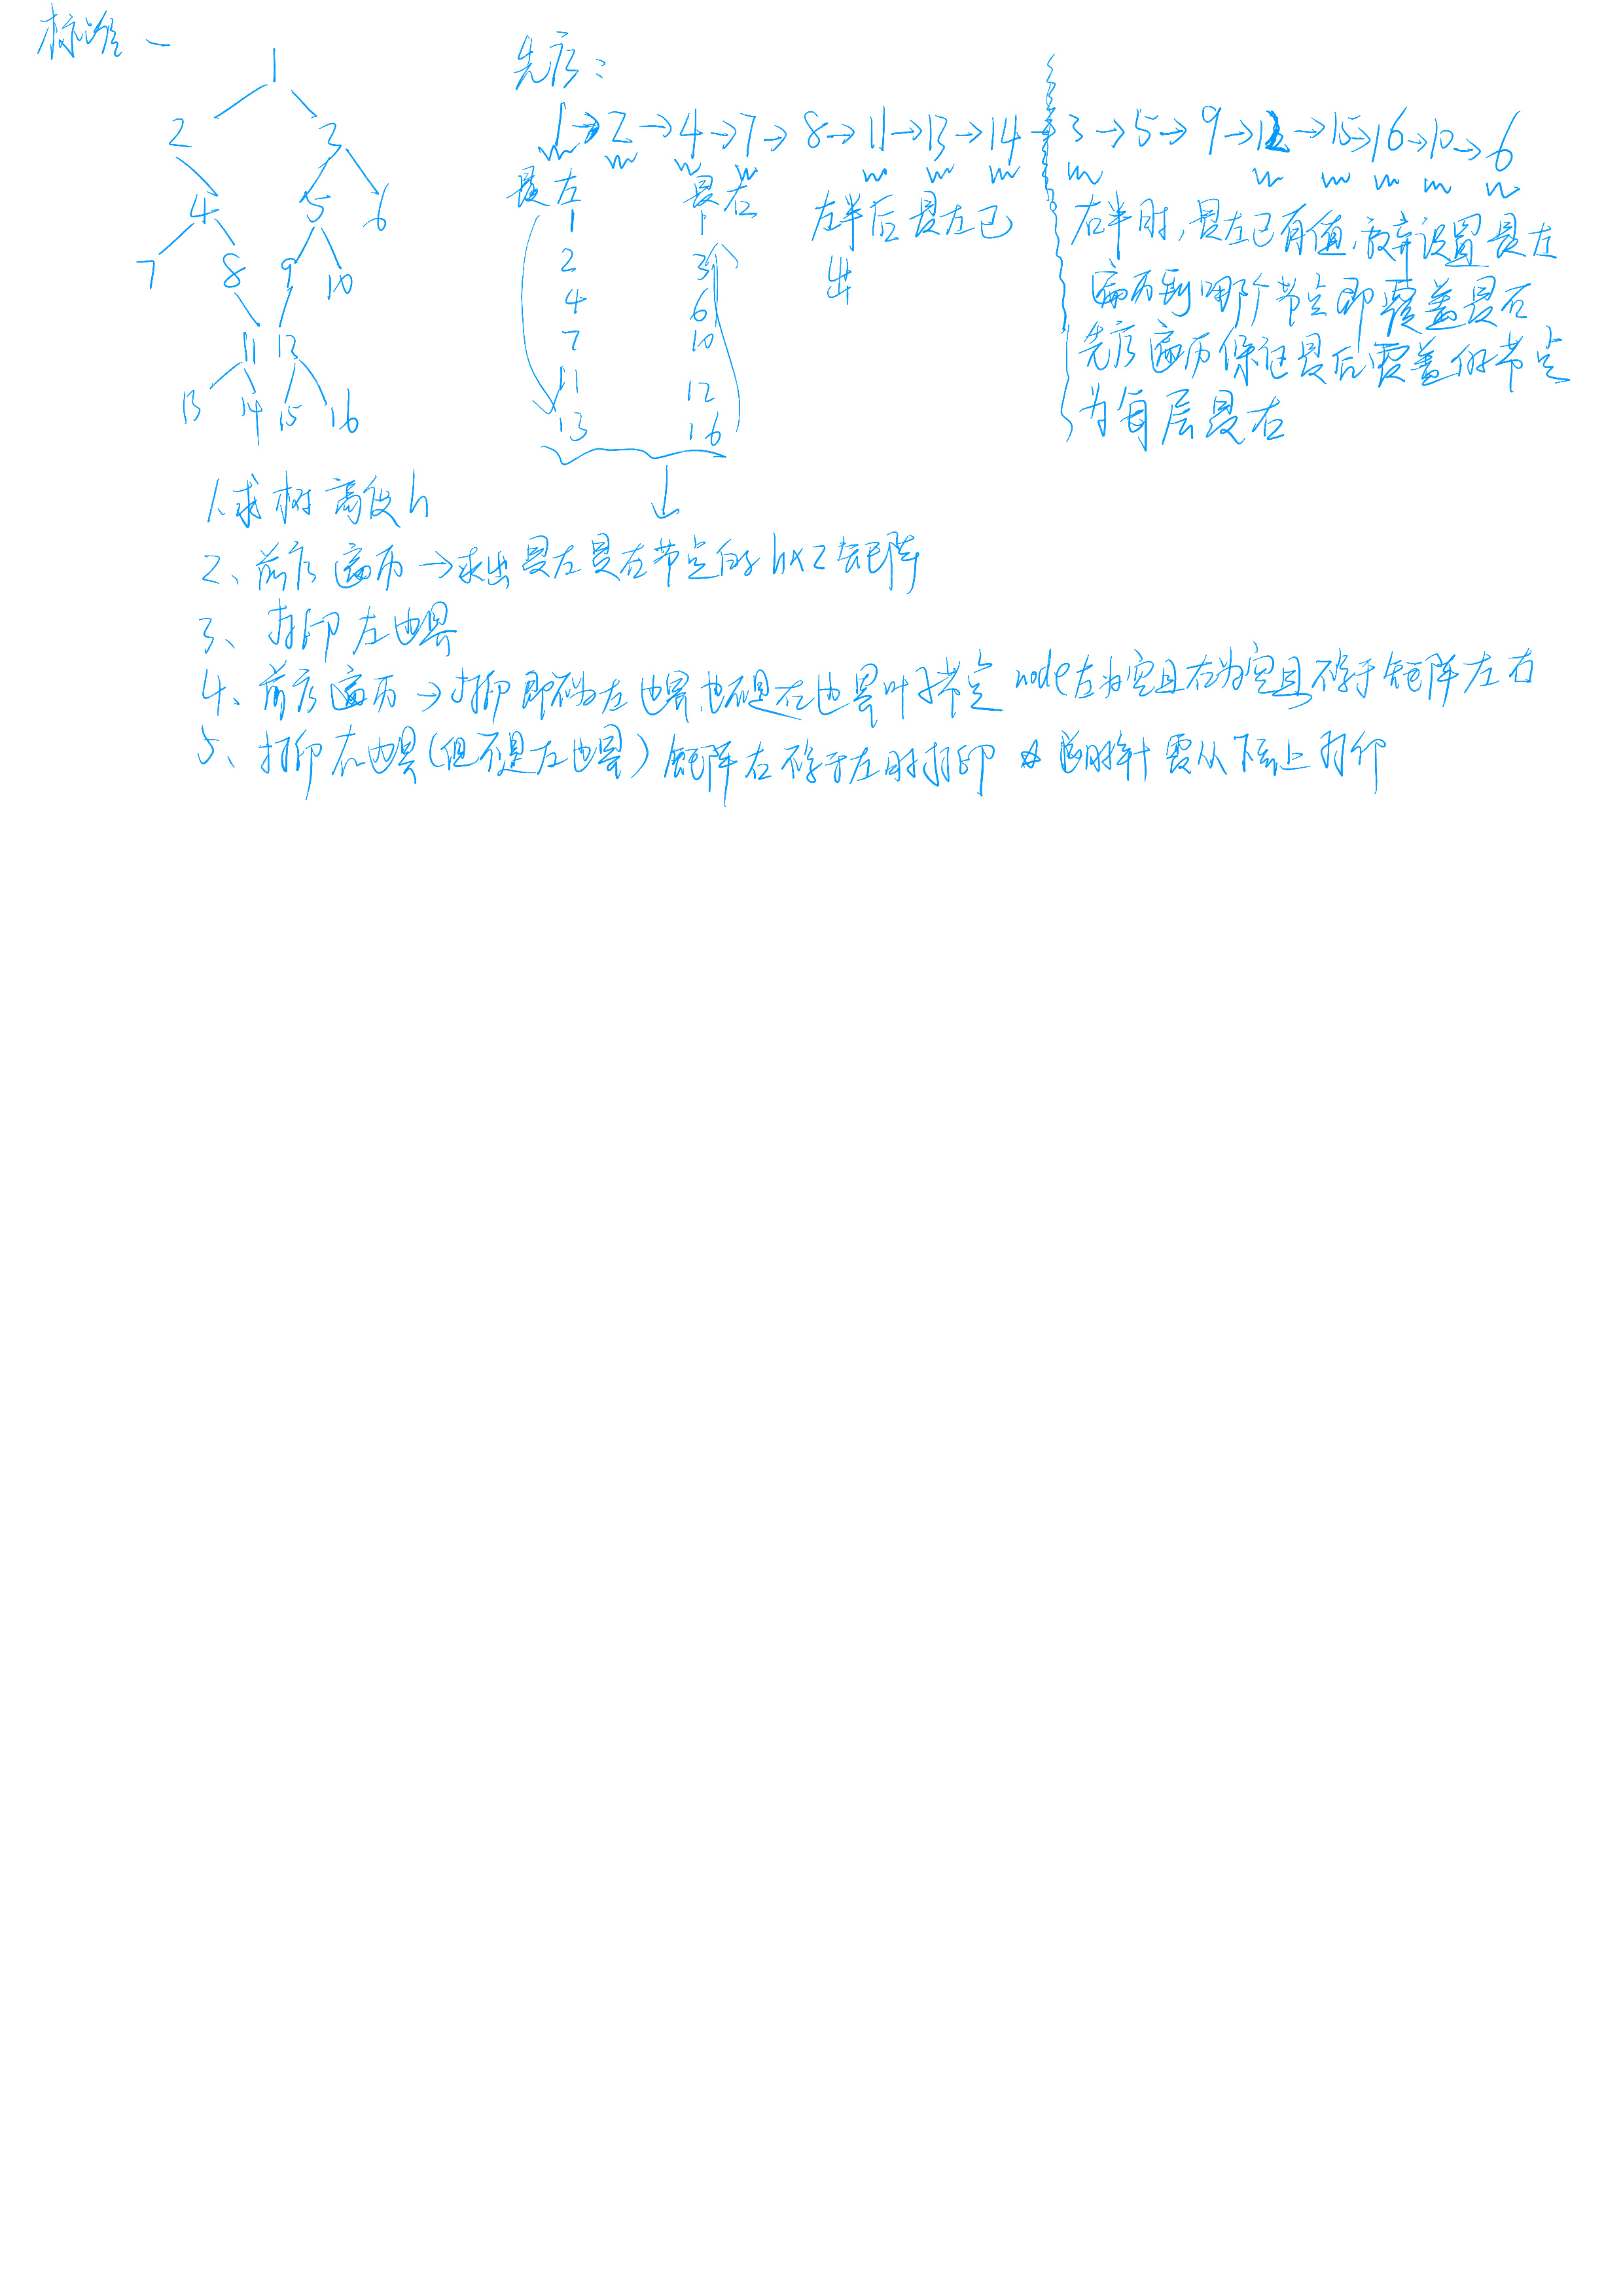 标准一
1
2 3
4 5 6
7 8 9 10
11 12
13 14 15 16
先序：
1→2→4→7→8→11→13→14→3→5→9→12→15→16→10→6
最左 最右
1 1
2 3
4 6
7 10
11 12
13 16
左半后最左已
出
右半时，最左已有值，放弃设置最左
遍历到哪个节点即覆盖最右
先序遍历保证最后覆盖的节点
为每层最右
1、求树高度h
2、前序遍历→求出最左最右节点的h×2矩阵
3、打印左边界
4、前序遍历→打印即不为左边界也不是右边界叶子节点 node左为空且右为空且不等于矩阵左右
5、打印右边界（但不是左边界）矩阵右不等于左时打印 逆时针需从下至上打印